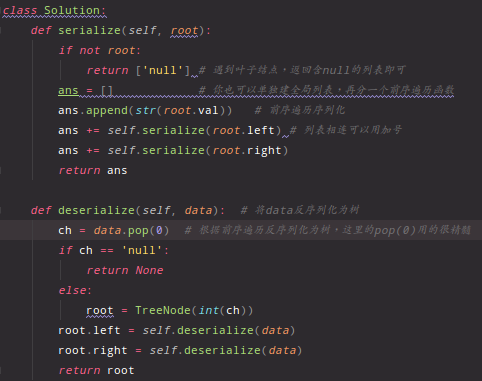 class Solution:
    def serialize(self, root):
        if not root:
            return ['null'] # 遇到叶子结点，返回含null的列表即可
        ans = []         # 你也可以单独建全局列表，再分一个前序遍历函数
        ans.append(str(root.val))   # 前序遍历序列化
        ans += self.serialize(root.left) # 列表相连可以用加号
        ans += self.serialize(root.right)
        return ans

    def deserialize(self, data):  # 将data反序列化为树
        ch = data.pop(0)  # 根据前序遍历反序列化为树，这里的pop(0)用的很精髓
        if ch == 'null':
            return None
        else:
            root = TreeNode(int(ch))
        root.left = self.deserialize(data)
        root.right = self.deserialize(data)
        return root